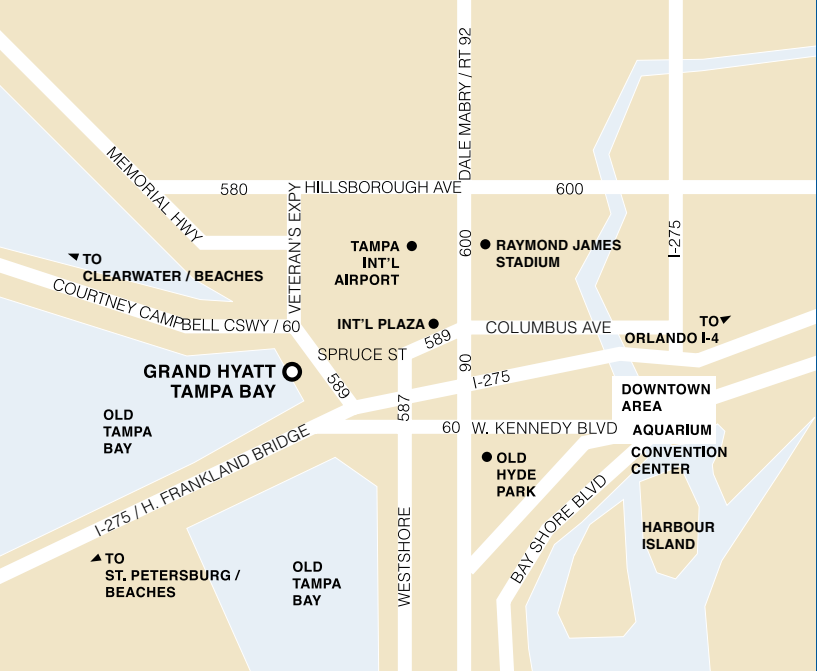 DALE MABRY / RT 92
MEMORIAL HWY
580
HILLSBOROUGH AVE
600
VETERAN'S EXPY
TAMPA
INT'L
AIRPORT
600
RAYMOND JAMES
STADIUM
I-275
TO
CLEARWATER / BEACHES
COURTNEY CAMPBELL CSWY / 60
INT'L PLAZA
589
COLUMBUS AVE
TO
ORLANDO I-4
SPRUCE ST
GRAND HYATT
TAMPA BAY
589
90
I-275
587
DOWNTOWN
AREA
OLD
TAMPA
BAY
60
W. KENNEDY BLVD
AQUARIUM
I-275 / H. FRANKLAND BRIDGE
OLD
HYDE
PARK
CONVENTION
CENTER
BAY SHORE BLVD
HARBOUR
ISLAND
WESTSHORE
TO
ST. PETERSBURG /
BEACHES
OLD
TAMPA
BAY